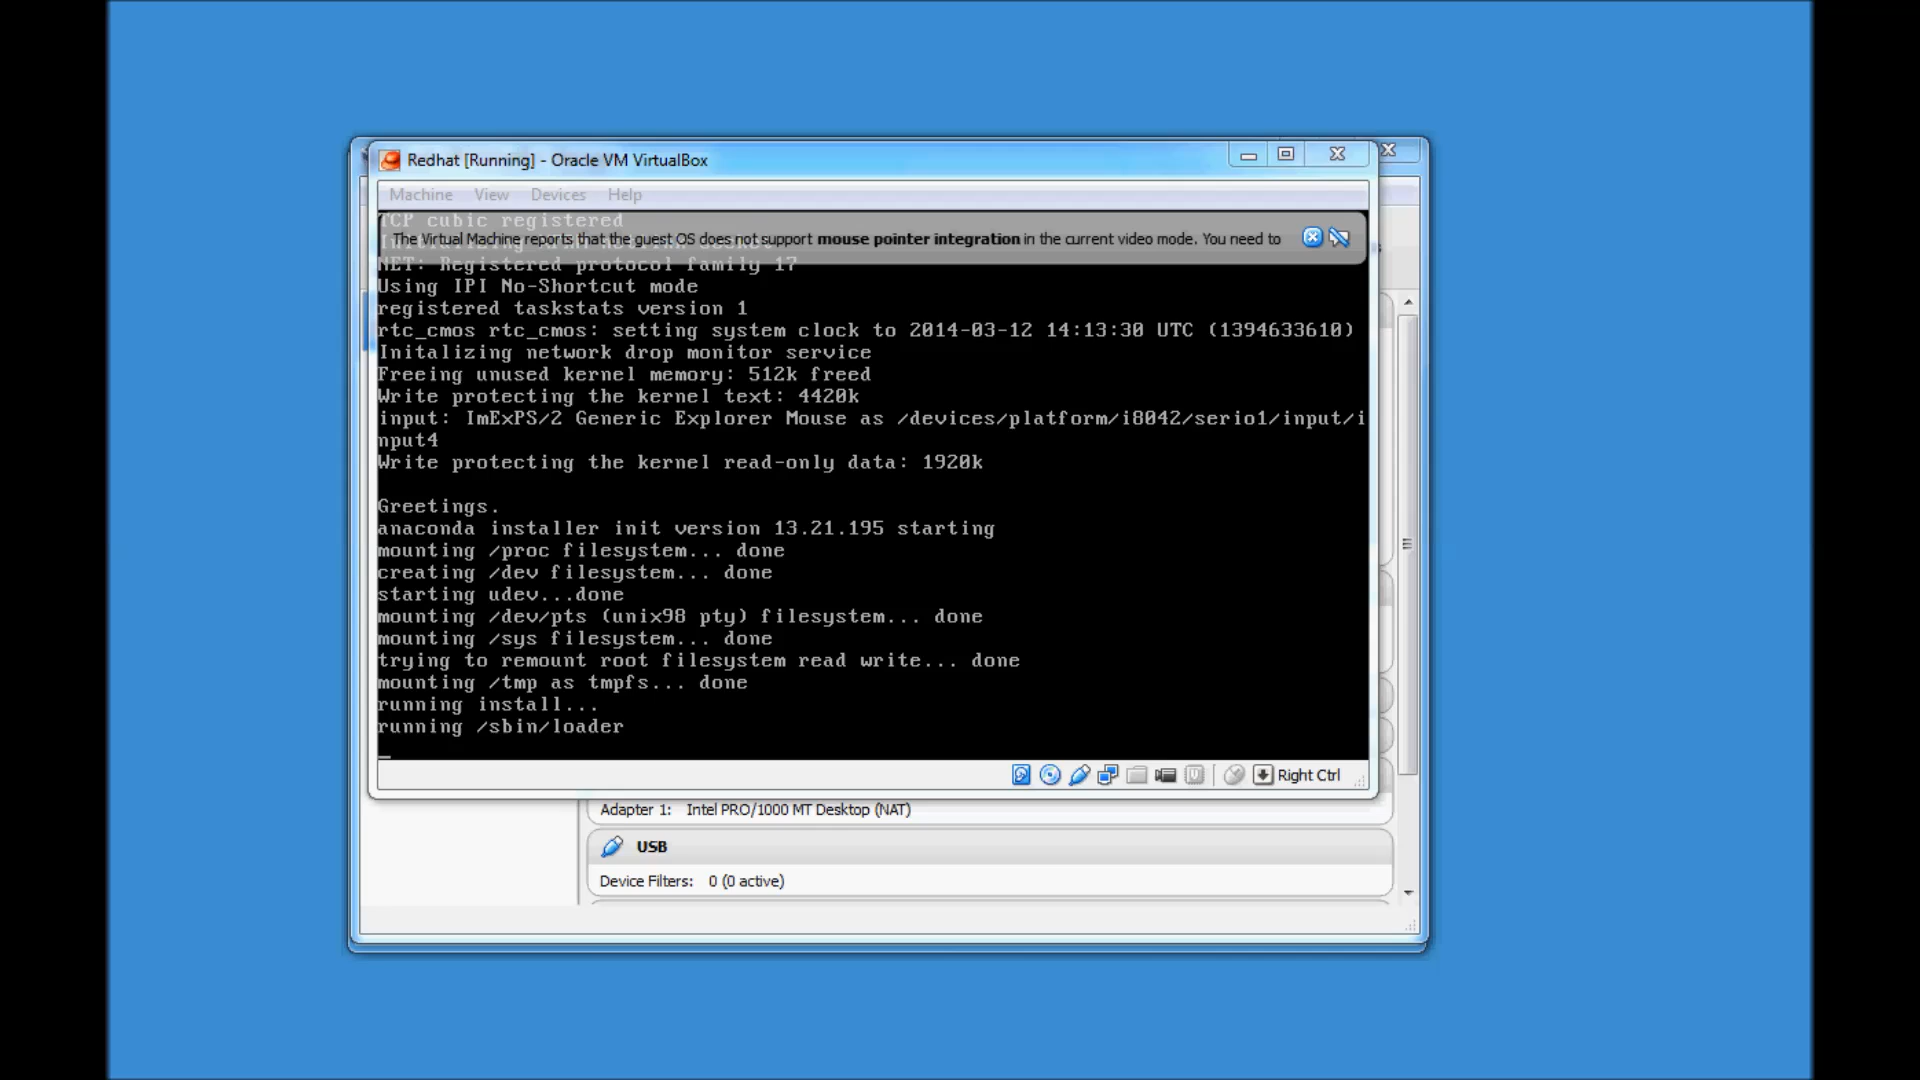 Redhat [Running] - Oracle VM VirtualBox
Machine View Devices Help
TCP cubic registered
The Virtual Machine reports that the guest OS does not support mouse pointer integration in the current video mode. You need to
NET: Registered protocol family 17
Using IPI No-Shortcut mode
registered taskstats version 1
rtc_cmos rtc_cmos: setting system clock to 2014-03-12 14:13:30 UTC (1394633610)
Initalizing network drop monitor service
Freeing unused kernel memory: 512k freed
Write protecting the kernel text: 4420k
input: ImExPS/2 Generic Explorer Mouse as /devices/platform/i8042/serio1/input/i
nput4
Write protecting the kernel read-only data: 1920k
Greetings.
anaconda installer init version 13.21.195 starting
mounting /proc filesystem... done
creating /dev filesystem... done
starting udev...done
mounting /dev/pts (unix98 pty) filesystem... done
mounting /sys filesystem... done
trying to remount root filesystem read write... done
mounting /tmp as tmpfs... done
running install...
running /sbin/loader
Right Ctrl
Adapter 1: Intel PRO/1000 MT Desktop (NAT)
USB
Device Filters: 0 (0 active)